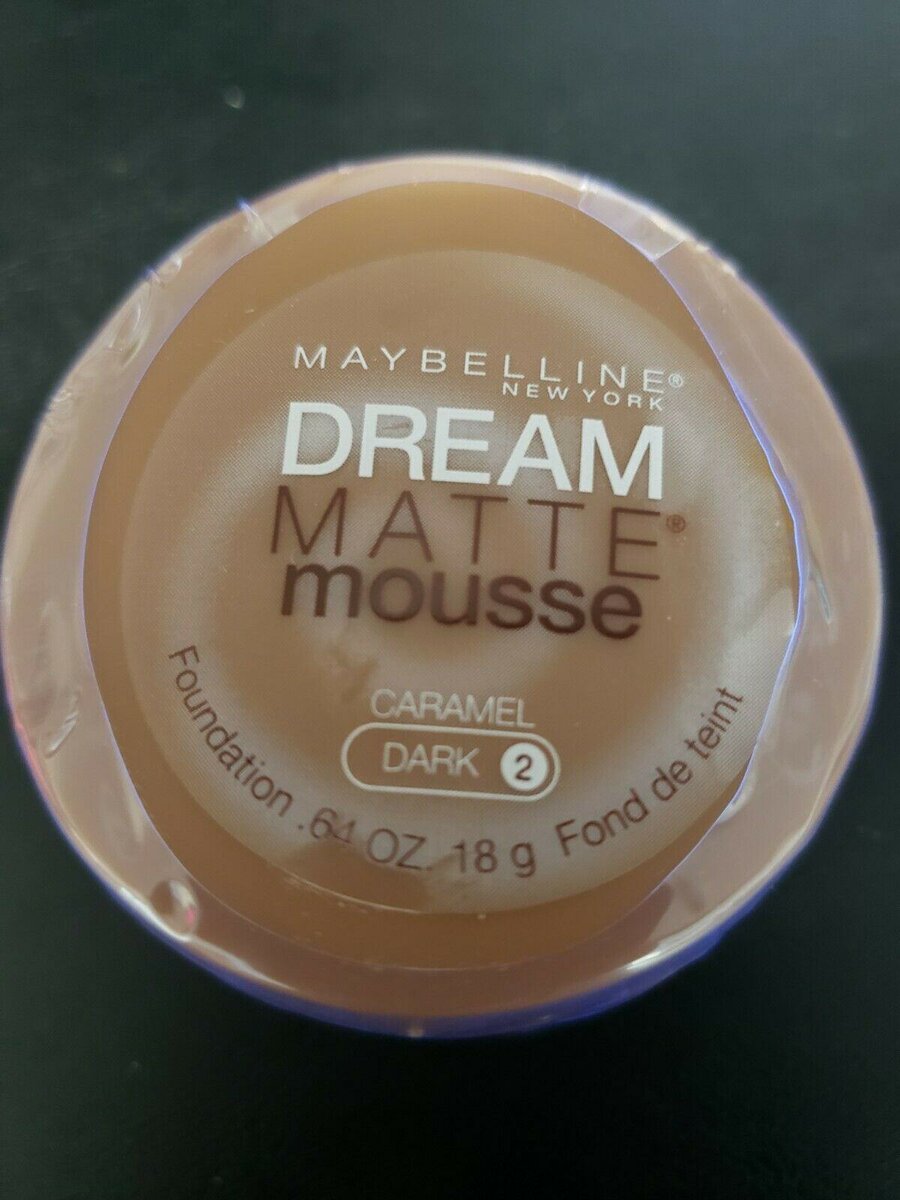 MAYBELLINE®
NEW YORK
DREAM
MATTE®
mousse
CARAMEL
DARK 2
Foundation .64 OZ. 18 g Fond de teint